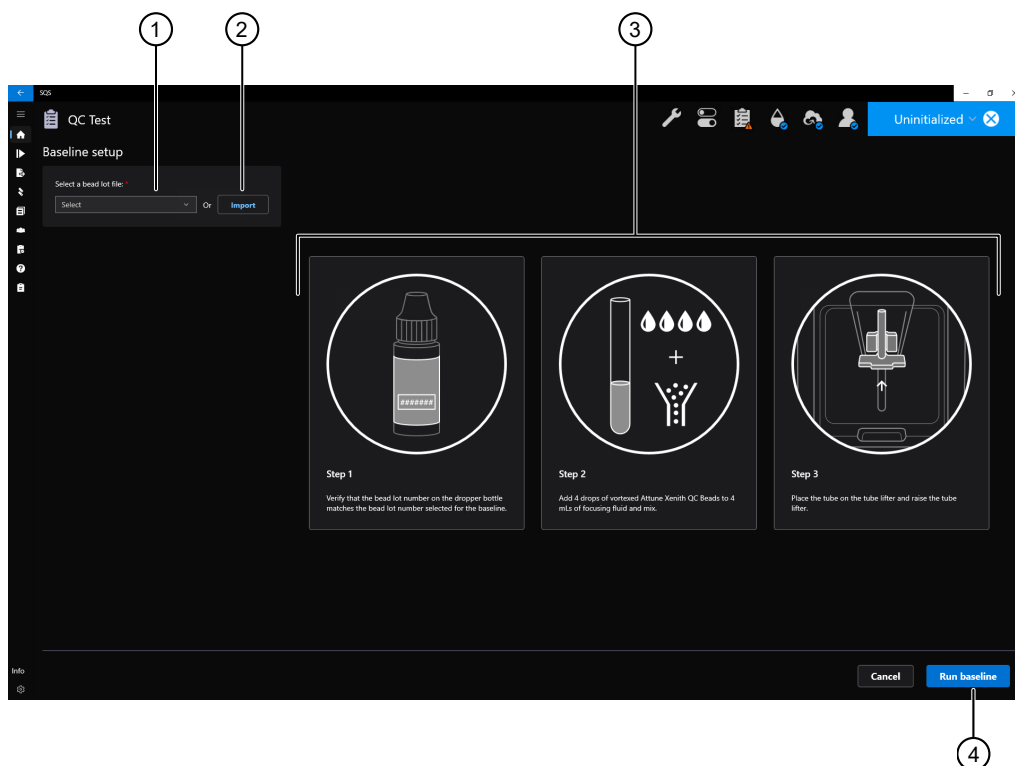 1
2
3
SQS
QC Test
Uninitialized
Baseline setup
Select a bead lot file: *
Select
Or
Import
#######
Step 1
Verify that the bead lot number on the dropper bottle
matches the bead lot number selected for the baseline.
Step 2
Add 4 drops of vortexed Attune Xenith QC Beads to 4
mLs of focusing fluid and mix.
Step 3
Place the tube on the tube lifter and raise the tube
lifter.
Info
Cancel
Run baseline
4